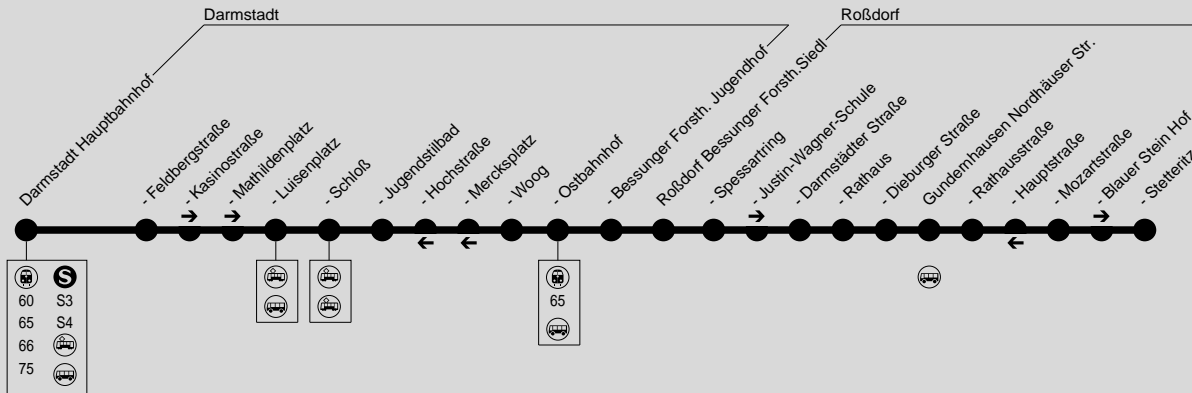 Darmstadt
Roßdorf
Darmstadt Hauptbahnhof
- Feldbergstraße
- Kasinostraße
- Mathildenplatz
- Luisenplatz
- Schloß
- Jugendstilbad
- Hochstraße
- Mercksplatz
- Woog
- Ostbahnhof
- Bessunger Forsth. Jugendhof
Roßdorf Bessunger Forsth.Siedl
- Spessartring
- Justin-Wagner-Schule
- Darmstädter Straße
- Rathaus
- Dieburger Straße
Gundernhausen Nordhäuser Str.
- Rathausstraße
- Hauptstraße
- Mozartstraße
- Blauer Stein Hof
- Stetteritz
S
60 S3
65 S4
66
75
65